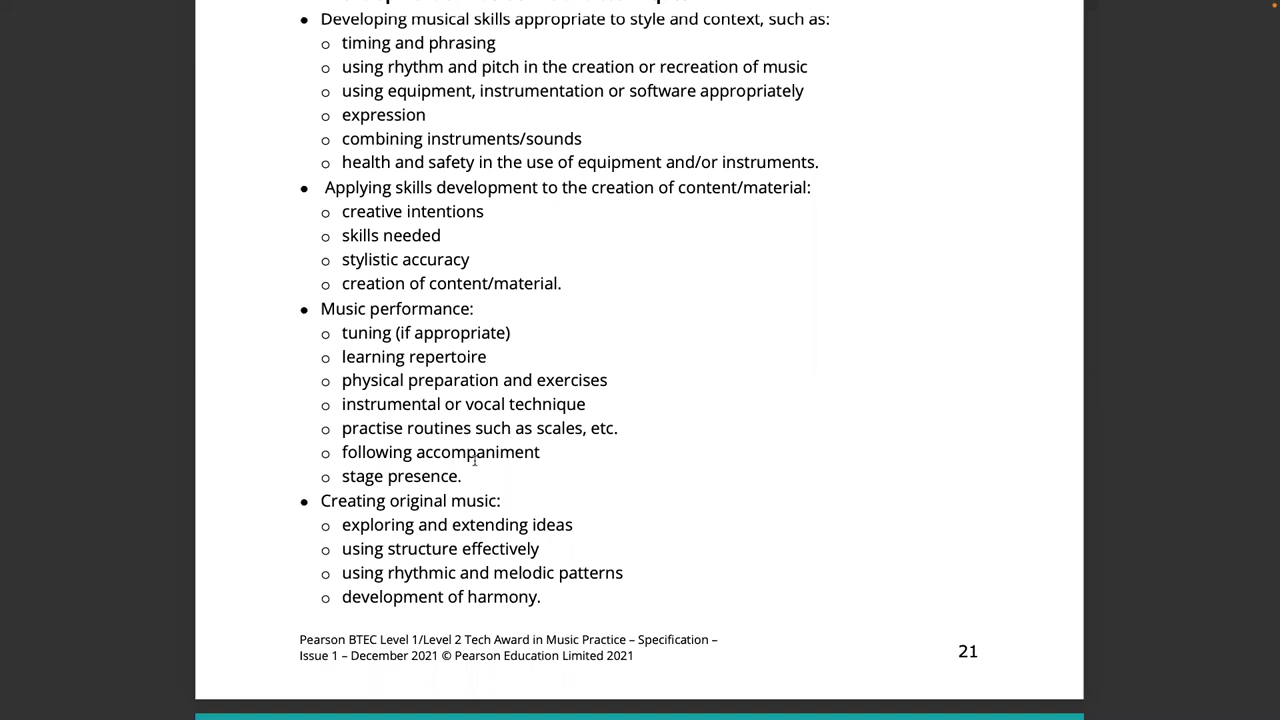 ● Developing musical skills appropriate to style and context, such as:
o timing and phrasing
o using rhythm and pitch in the creation or recreation of music
o using equipment, instrumentation or software appropriately
o expression
o combining instruments/sounds
o health and safety in the use of equipment and/or instruments.
● Applying skills development to the creation of content/material:
o creative intentions
o skills needed
o stylistic accuracy
o creation of content/material.
● Music performance:
o tuning (if appropriate)
o learning repertoire
o physical preparation and exercises
o instrumental or vocal technique
o practise routines such as scales, etc.
o following accompaniment
o stage presence.
● Creating original music:
o exploring and extending ideas
o using structure effectively
o using rhythmic and melodic patterns
o development of harmony.
Pearson BTEC Level 1/Level 2 Tech Award in Music Practice – Specification –
Issue 1 – December 2021 © Pearson Education Limited 2021
21